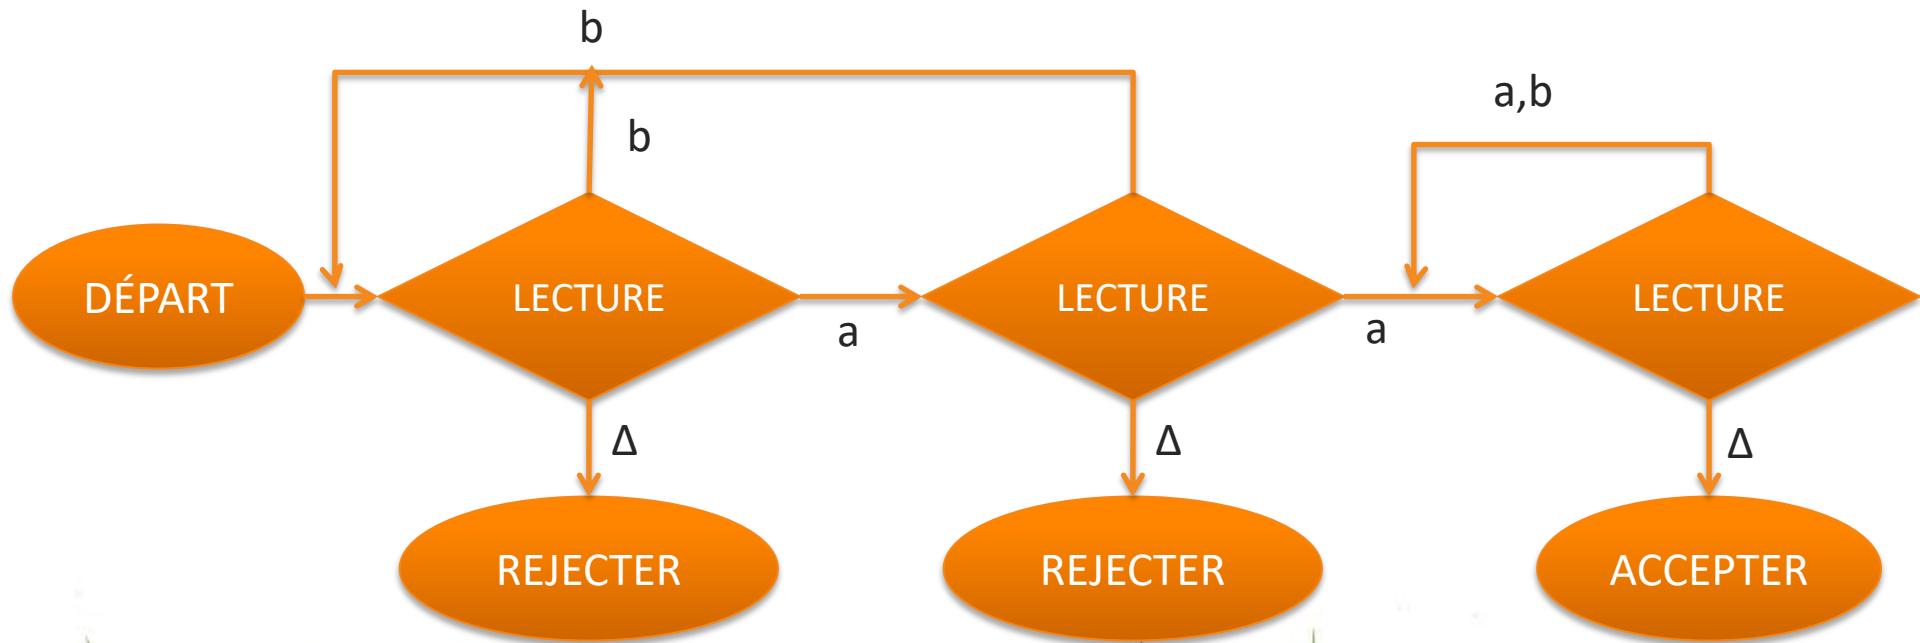 b
a,b
b
DÉPART
LECTURE
LECTURE
LECTURE
a
a
Δ
Δ
Δ
REJECTER
REJECTER
ACCEPTER